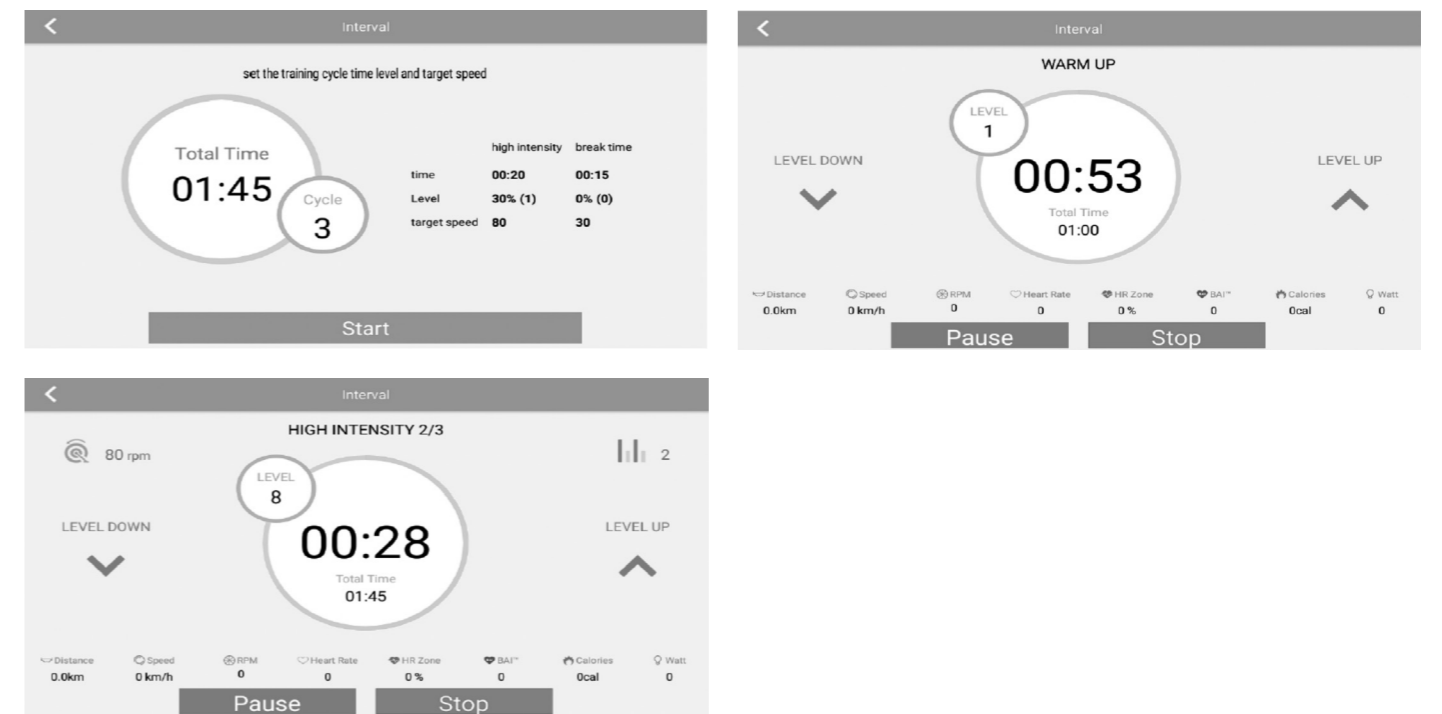 Interval
set the training cycle time level and target speed
Total Time
01:45
Cycle
3
high intensity break time
time 00:20 00:15
Level 30% (1) 0% (0)
target speed 80 30
Start
Interval
WARM UP
LEVEL
1
LEVEL DOWN
LEVEL UP
00:53
Total Time
01:00
Distance Speed RPM Heart Rate HR Zone BAI™ Calories Watt
0.0km 0 km/h 0 0 0 % 0 0cal 0
Pause Stop
Interval
HIGH INTENSITY 2/3
80 rpm
2
LEVEL
8
LEVEL DOWN
LEVEL UP
00:28
Total Time
01:45
Distance Speed RPM Heart Rate HR Zone BAI™ Calories Watt
0.0km 0 km/h 0 0 0 % 0 0cal 0
Pause Stop